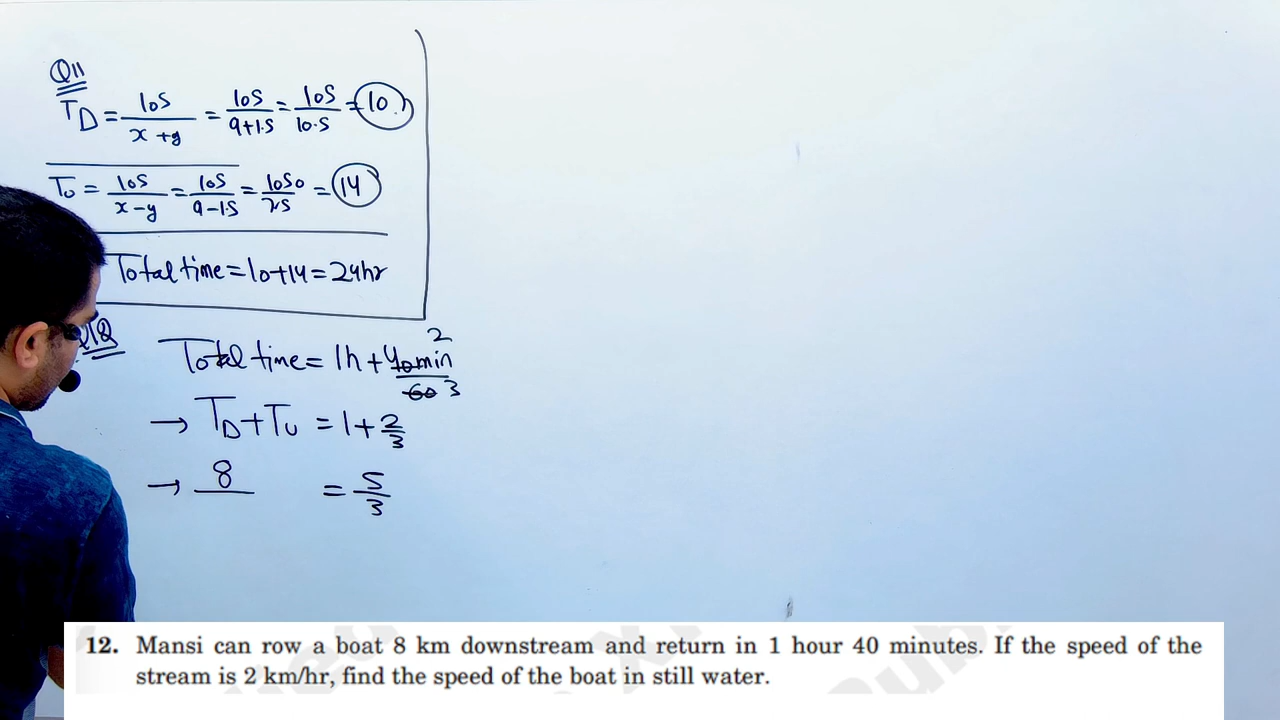 Q11
T_D = 105/(x+y) = 105/(9+1.5) = 105/10.5 = 10
T_U = 105/(x-y) = 105/(9-1.5) = 1050/75 = 14
Total time = 10+14 = 24hr
Q12
Total time = 1h + 40min/60 2/3
→ T_D + T_U = 1 + 2/3
→ 8/ = 5/3
12. Mansi can row a boat 8 km downstream and return in 1 hour 40 minutes. If the speed of the
stream is 2 km/hr, find the speed of the boat in still water.